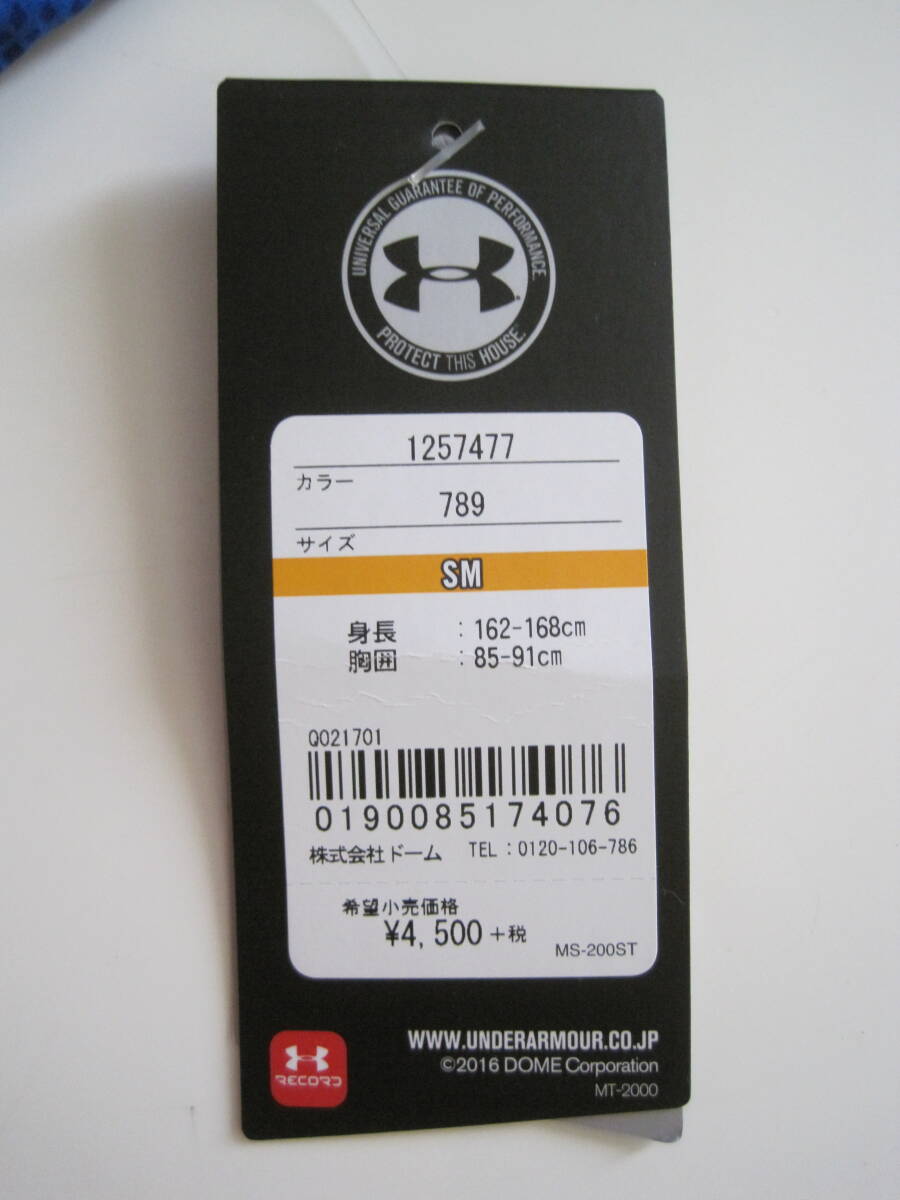 UNIVERSAL GUARANTEE OF PERFORMANCE.
PROTECT THIS HOUSE.
1257477
カラー
789
サイズ
SM
身長 : 162-168cm
胸囲 : 85-91cm
Q021701
0190085174076
株式会社ドーム TEL : 0120-106-786
希望小売価格
¥4,500 +税
MS-200ST
WWW.UNDERARMOUR.CO.JP
©2016 DOME Corporation
RECORD
MT-2000